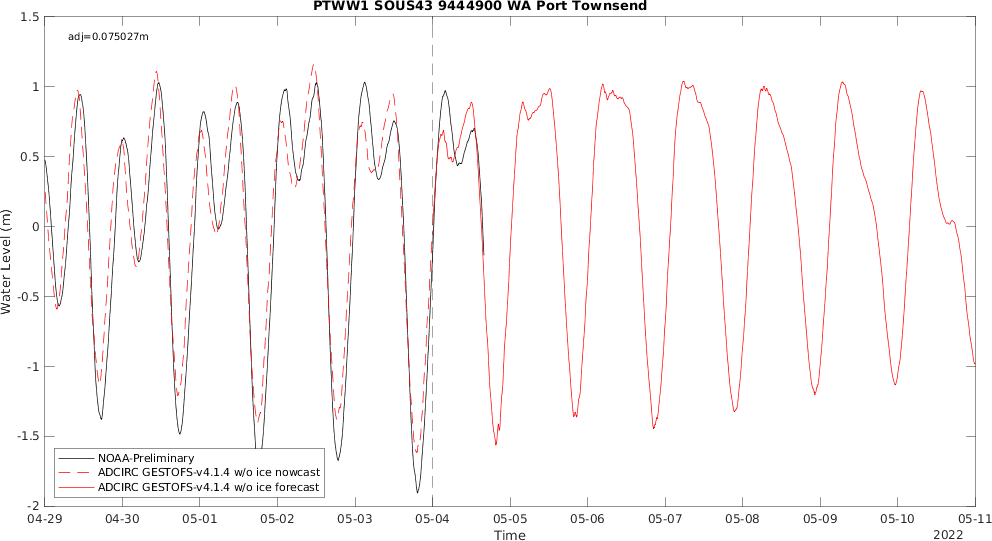 PTWW1 SOUS43 9444900 WA Port Townsend
adj=0.075027m
1.5
1
0.5
0
-0.5
-1
-1.5
-2
Water Level (m)
NOAA-Preliminary
ADCIRC GESTOFS-v4.1.4 w/o ice nowcast
ADCIRC GESTOFS-v4.1.4 w/o ice forecast
04-29 04-30 05-01 05-02 05-03 05-04 05-05 05-06 05-07 05-08 05-09 05-10 05-11
Time
2022